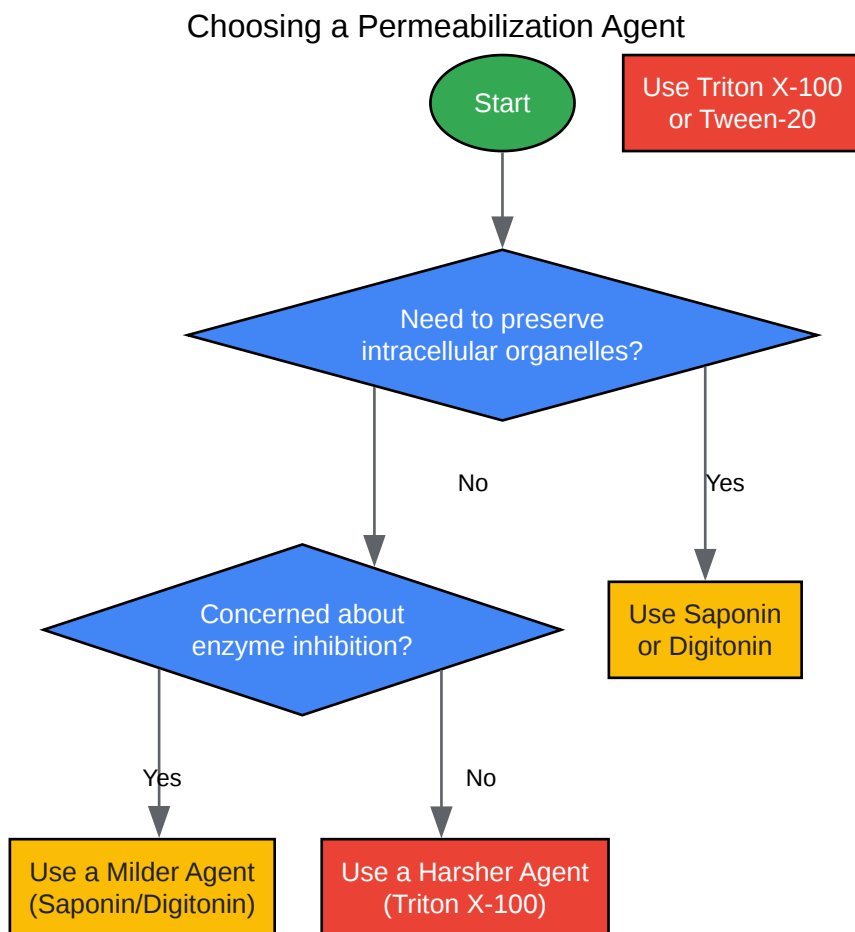 Choosing a Permeabilization Agent
Start
Use Triton X-100
or Tween-20
Need to preserve
intracellular organelles?
No
Yes
Concerned about
enzyme inhibition?
Use Saponin
or Digitonin
Yes
No
Use a Milder Agent
(Saponin/Digitonin)
Use a Harsher Agent
(Triton X-100)